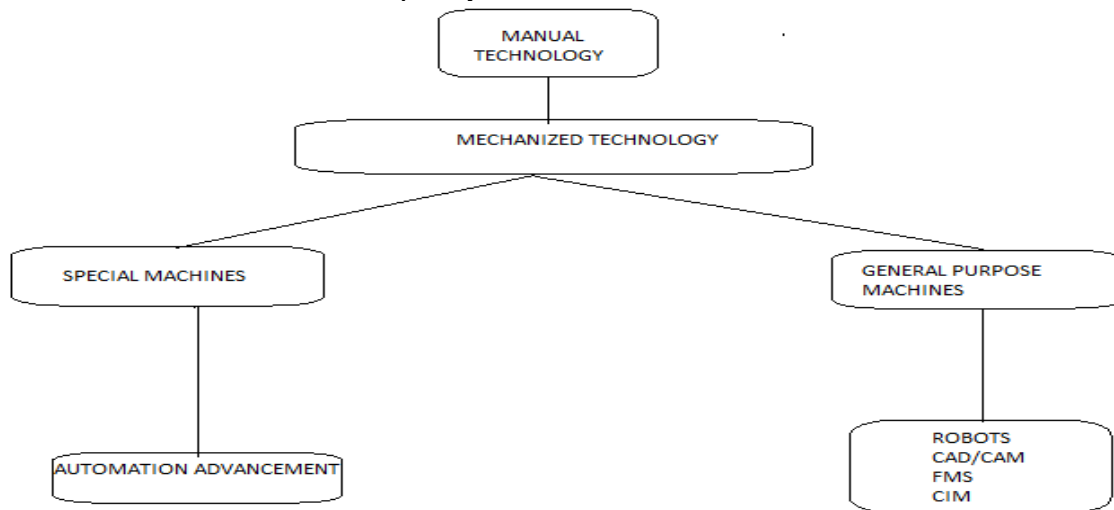 MANUAL
TECHNOLOGY
MECHANIZED TECHNOLOGY
SPECIAL MACHINES
GENERAL PURPOSE
MACHINES
AUTOMATION ADVANCEMENT
ROBOTS
CAD/CAM
FMS
CIM